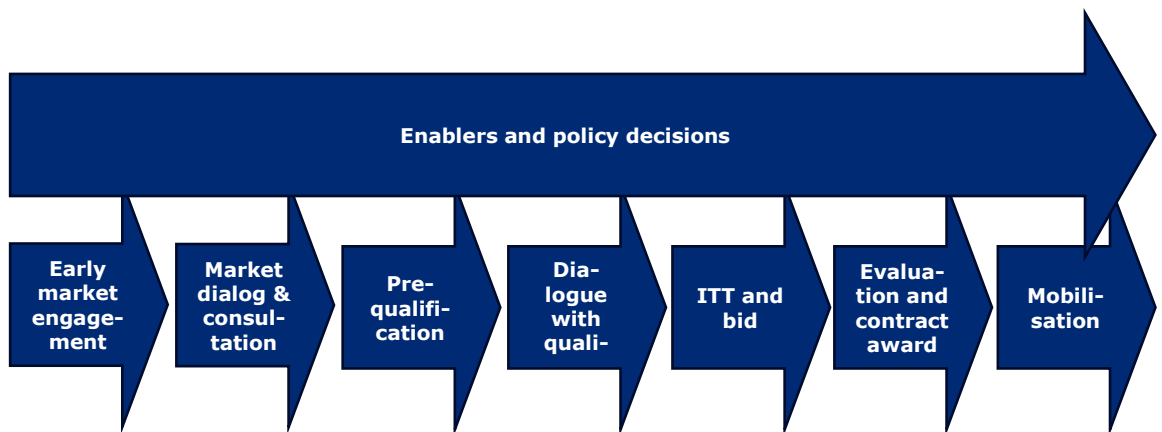 Enablers and policy decisions
Early
market
engage-
ment
Market
dialog &
consul-
tation
Pre-
qualifi-
cation
Dia-
logue
with
quali-
ITT and
bid
Evalua-
tion and
contract
award
Mobili-
sation